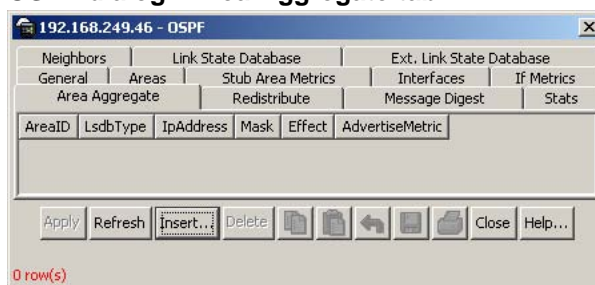 192.168.249.46 - OSPF
Neighbors Link State Database Ext. Link State Database
General Areas Stub Area Metrics Interfaces If Metrics
Area Aggregate Redistribute Message Digest Stats
AreaID LsdbType IpAddress Mask Effect AdvertiseMetric
Apply Refresh Insert... Delete Close Help...
0 row(s)